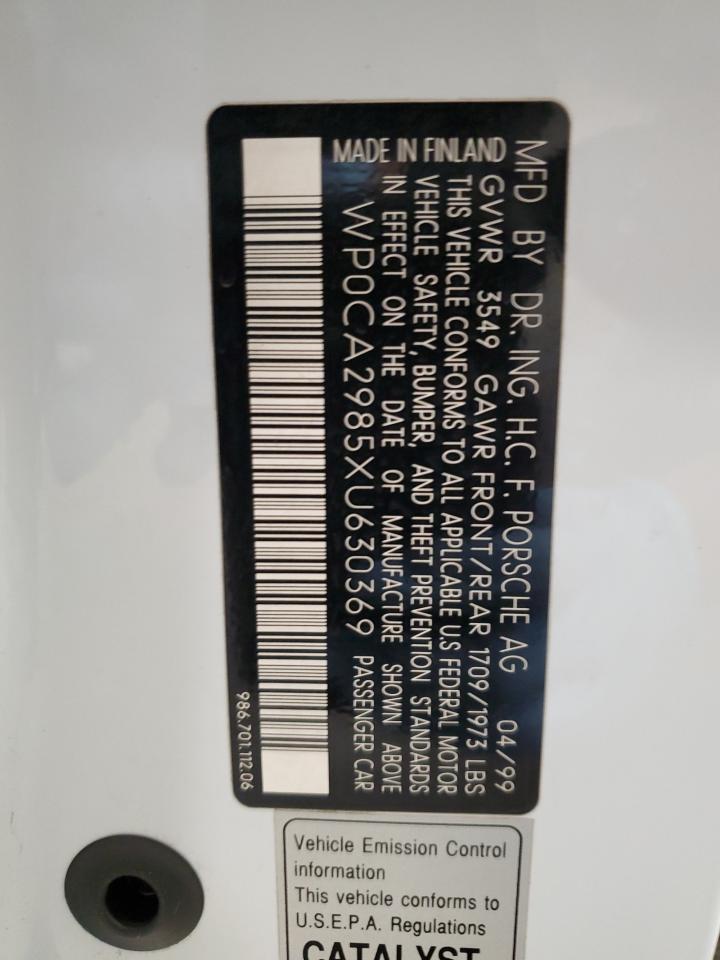 MFD BY DR. ING. H.C. F. PORSCHE AG 04/99
GVWR 3549 GAWR FRONT/REAR 1709/1973 LBS
THIS VEHICLE CONFORMS TO ALL APPLICABLE U.S FEDERAL MOTOR
VEHICLE SAFETY, BUMPER, AND THEFT PREVENTION STANDARDS
IN EFFECT ON THE DATE OF MANUFACTURE SHOWN ABOVE
MADE IN FINLAND
WP0CA2985XU630369 PASSENGER CAR
986.701.112.06
Vehicle Emission Control
information
This vehicle conforms to
U.S.E.P.A. Regulations
CATALYST